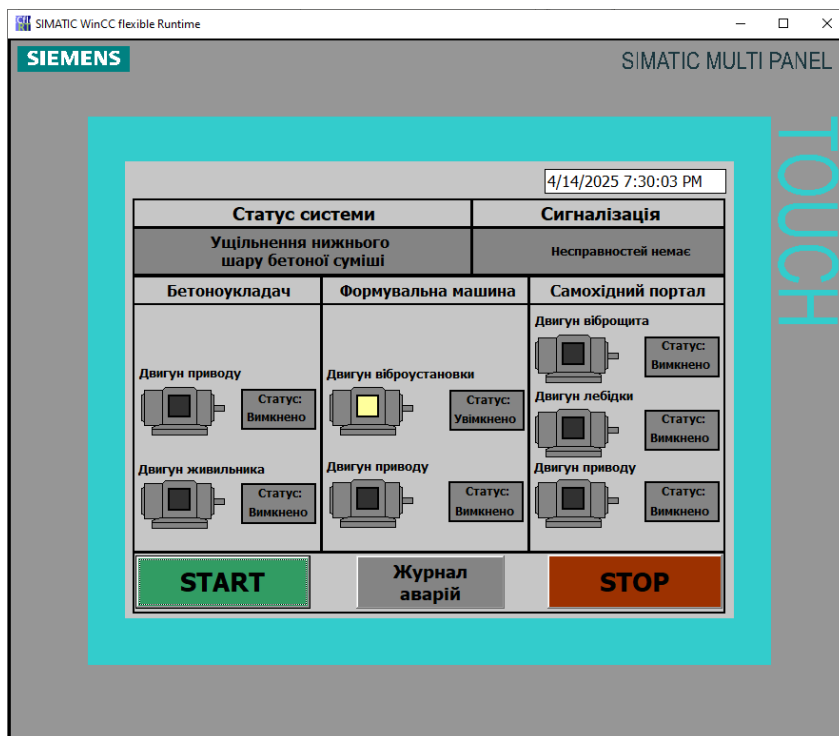 SIMATIC WinCC flexible Runtime
SIEMENS
SIMATIC MULTI PANEL
TOUCH
4/14/2025 7:30:03 PM
Статус системи
Сигналізація
Ущільнення нижнього
шару бетоної суміші
Несправностей немає
Бетоноукладач
Формувальна машина
Самохідний портал
Двигун приводу
Статус:
Вимкнено
Двигун живильника
Статус:
Вимкнено
Двигун віброустановки
Статус:
Увімкнено
Двигун приводу
Статус:
Вимкнено
Двигун віброщита
Статус:
Вимкнено
Двигун лебідки
Статус:
Вимкнено
Двигун приводу
Статус:
Вимкнено
START
Журнал
аварій
STOP